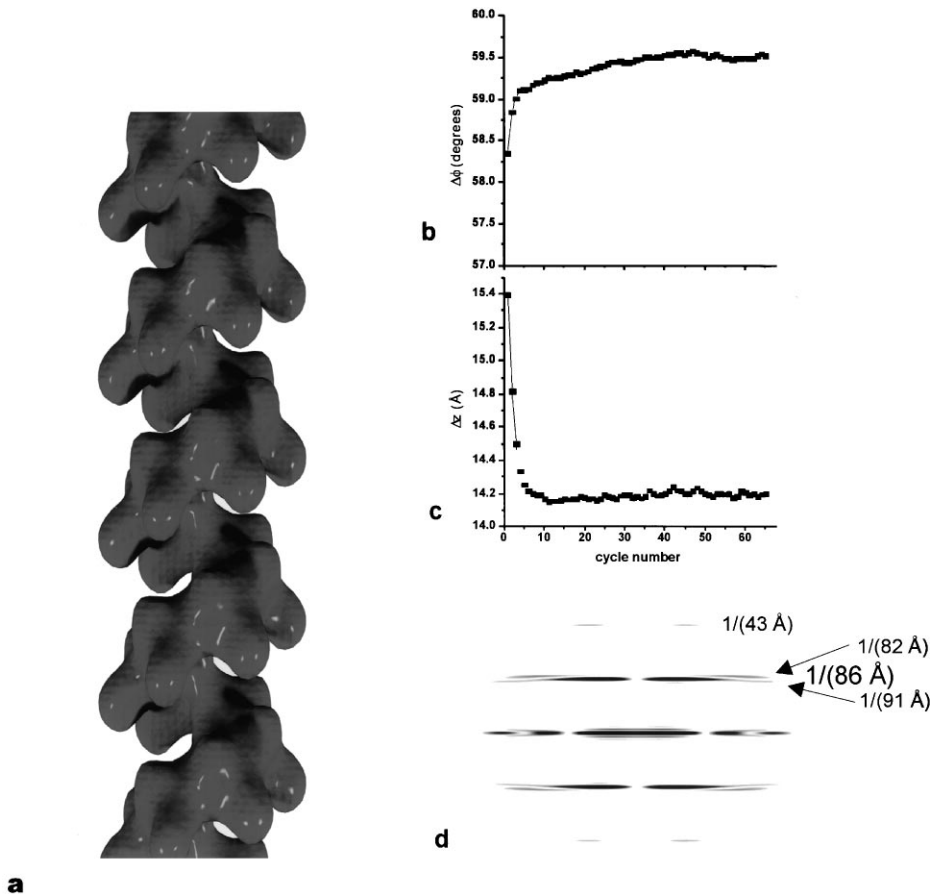 a
60.0
59.5
59.0
58.5
58.0
57.5
57.0
Δϕ (degrees)
b
15.4
15.2
14.8
14.6
14.4
14.2
14.0
Δz (Å)
c
0 10 20 30 40 50 60
cycle number
1/(43 Å)
1/(82 Å)
1/(86 Å)
1/(91 Å)
d